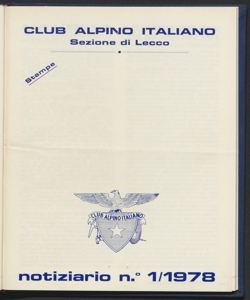 CLUB ALPINO ITALIANO
Sezione di Lecco
Stampe
CLUB ALPINO ITALIANO
notiziario n.° 1/1978